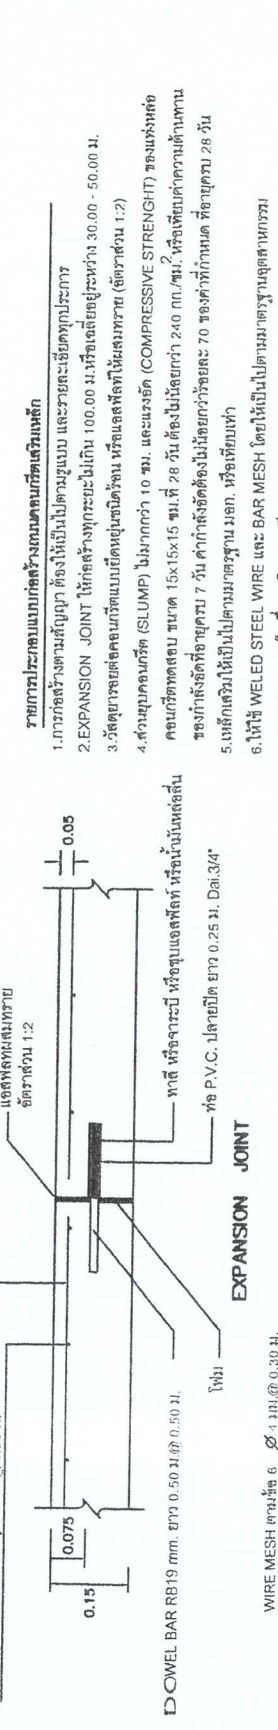 แอสฟัลทผสมทราย
อัตราส่วน 1:2
0.05
0.075
0.15
ทาสี หรือจาระบี หรือชุบแอสฟัลท์ หรือน้ำมันหล่อลื่น
ท่อ P.V.C. ปลายปิด ยาว 0.25 ม. Dai.3/4"
DOWEL BAR RB19 mm. ยาว 0.50 ม.@ 0.50 ม.
โฟม
EXPANSION JOINT
WIRE MESH ตามข้อ 6 Ø 4 มม.@ 0.30 ม.
รายการประกอบแบบก่อสร้างถนนคอนกรีตเสริมเหล็ก
1.การก่อสร้างตามสัญญา ต้องให้เป็นไปตามรูปแบบ และรายละเอียดทุกประการ
2.EXPANSION JOINT ให้ก่อสร้างทุกระยะไม่เกิน 100.00 ม.หรือเฉลี่ยอยู่ระหว่าง 30.00 - 50.00 ม.
3.วัสดุยารอยต่อคอนกรีตแบบยืดหยุ่นชนิดร้อน หรือแอสฟัลท์ให้ผสมทราย (อัตราส่วน 1:2)
4.ส่วนยุบคอนกรีต (SLUMP) ไม่มากกว่า 10 ซม. และแรงอัด (COMPRESSIVE STRENGHT) ของแท่งหล่อ
คอนกรีตทดสอบ ขนาด 15x15x15 ซม.ที่ 28 วัน ต้องไม่น้อยกว่า 240 กก./ซม.2 หรือเทียบค่าความต้านทาน
ของกำลังอัดที่อายุครบ 7 วัน ค่ากำลังอัดต้องไม่น้อยกว่าร้อยละ 70 ของค่าที่กำหนด ที่อายุครบ 28 วัน
5.เหล็กเสริมให้เป็นไปตามมาตรฐาน มอก. หรือเทียบเท่า
6.ให้ใช้ WELED STEEL WIRE และ BAR MESH โดยให้เป็นไปตามมาตรฐานอุตสาหกรรม